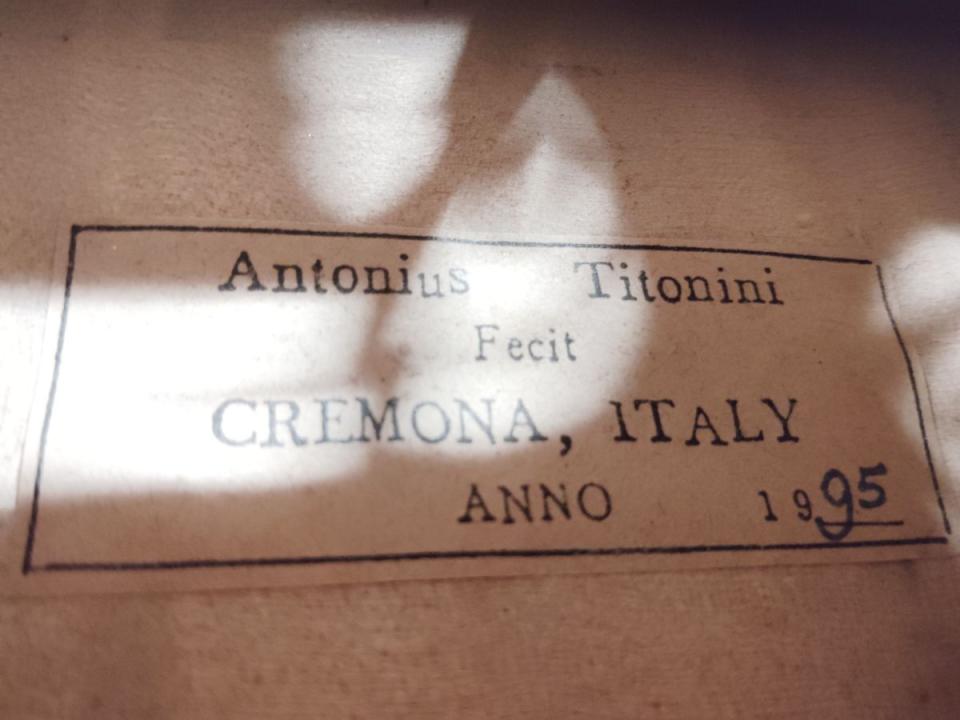 Antonius Titonini
Fecit
CREMONA, ITALY
ANNO 1995